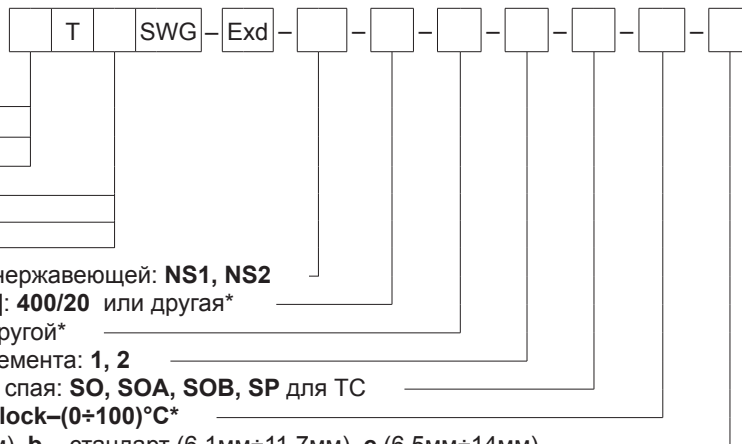 T SWG – Exd – – – – – – –
нержавеющей: NS1, NS2
: 400/20 или другая*
другой*
емента: 1, 2
спая: SO, SOA, SOB, SP для ТС
lock–(0÷100)°C*
b – стандарт (6,1мм÷11,7мм), c (6,5мм÷14мм)